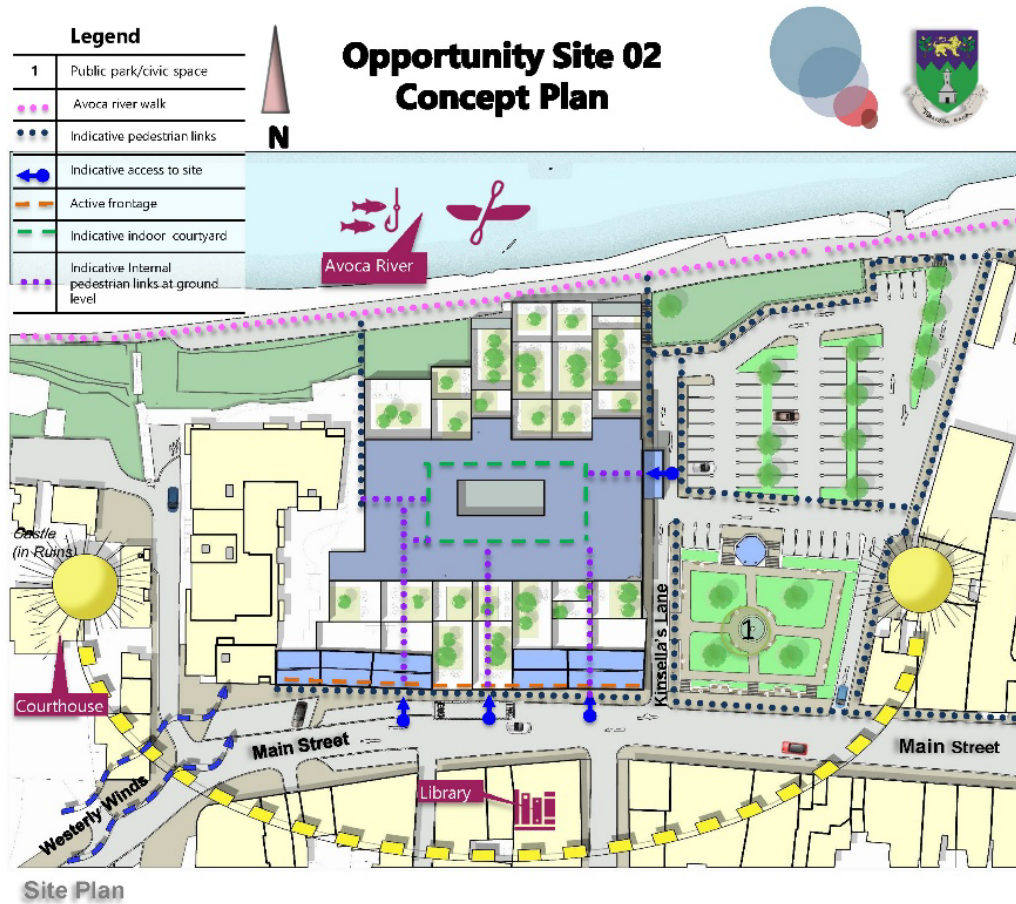 Legend
1 Public park/civic space
Avoca river walk
Indicative pedestrian links
Indicative access to site
Active frontage
Indicative indoor courtyard
Indicative Internal
pedestrian links at ground
level
N
Opportunity Site 02
Concept Plan
Avoca River
Castle
(in Ruins)
Courthouse
Kinsella's Lane
1
Main Street
Main Street
Westerly Winds
Library
Site Plan